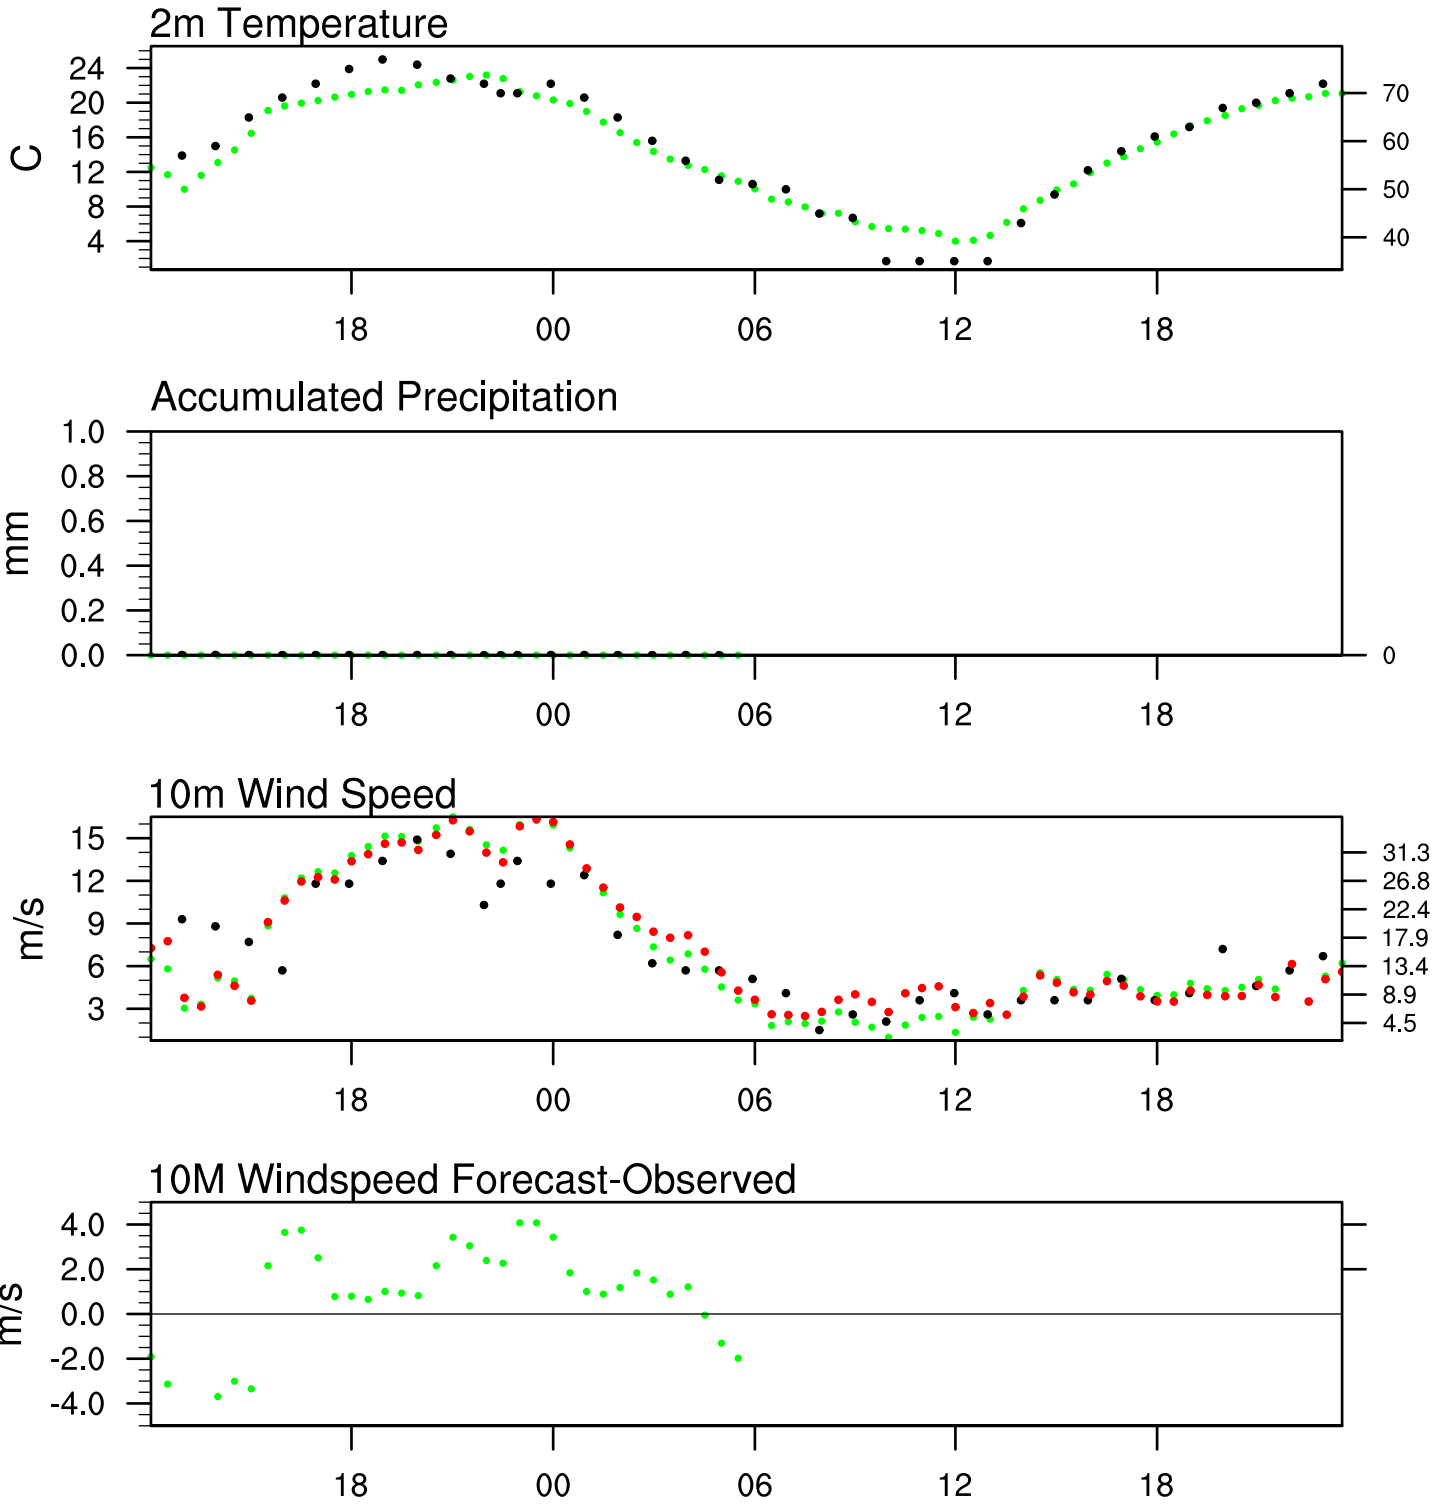 2m Temperature
24
20
16
12
8
4
C
70
60
50
40
18 00 06 12 18
Accumulated Precipitation
1.0
0.8
0.6
0.4
0.2
0.0
mm
0
18 00 06 12 18
10m Wind Speed
15
12
9
6
3
m/s
31.3
26.8
22.4
17.9
13.4
8.9
4.5
18 00 06 12 18
10M Windspeed Forecast-Observed
4.0
2.0
0.0
-2.0
-4.0
m/s
18 00 06 12 18